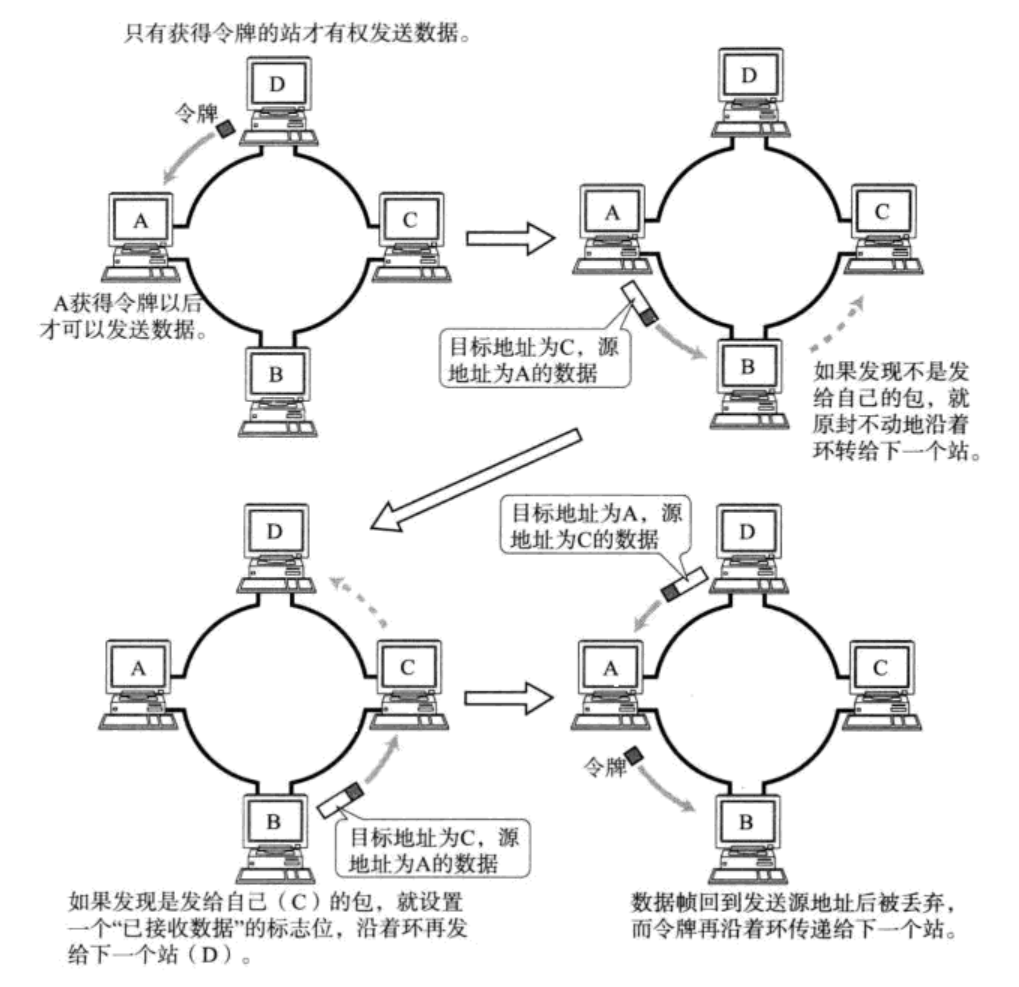 只有获得令牌的站才有权发送数据。
D
令牌
A
C
A获得令牌以后
才可以发送数据。
B
D
A
C
目标地址为C，源
地址为A的数据
B
如果发现不是发
给自己的包，就
原封不动地沿着
环转给下一个站。
D
A
C
B
目标地址为C，源
地址为A的数据
如果发现是发给自己（C）的包，就设置
一个“已接收数据”的标志位，沿着环再发
给下一个站（D）。
目标地址为A，源
地址为C的数据
D
A
C
令牌
B
数据帧回到发送源地址后被丢弃，
而令牌再沿着环传递给下一个站。